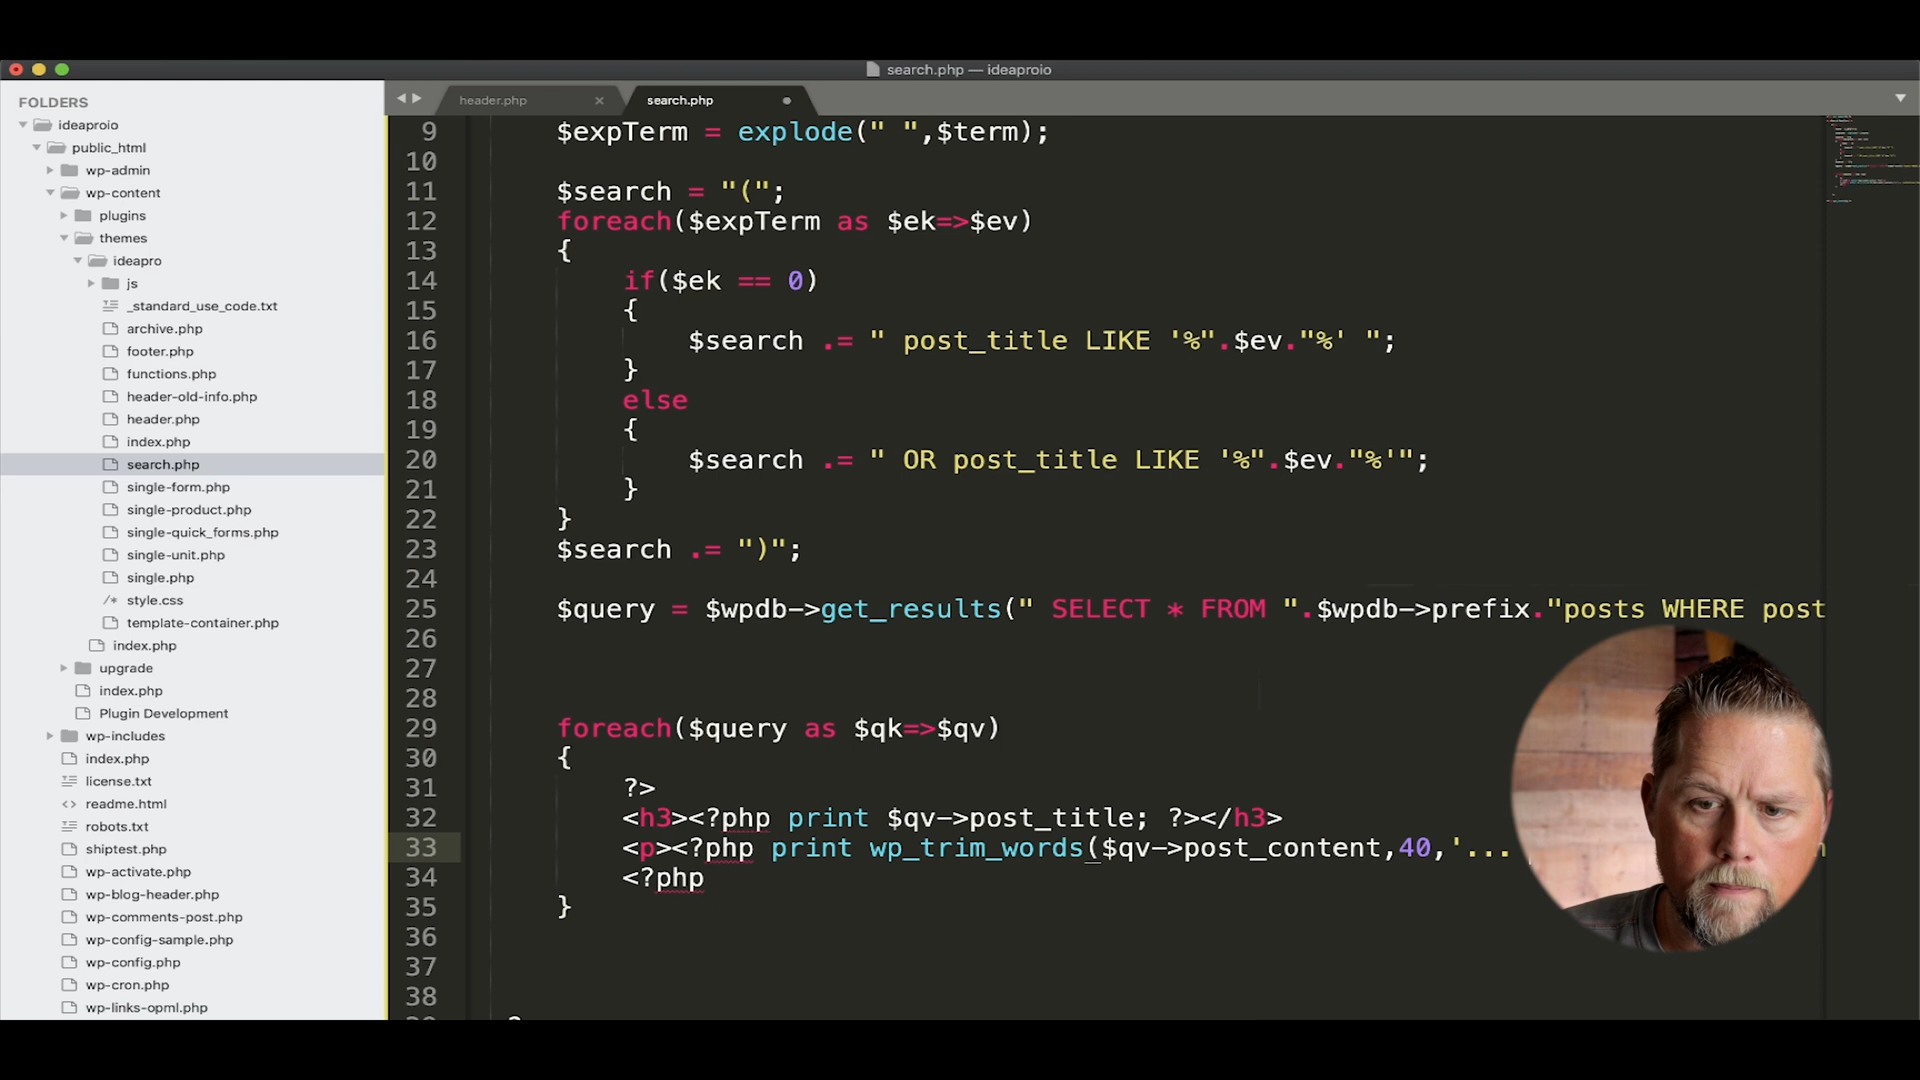 search.php — ideaproio
FOLDERS
ideaproio
public_html
wp-admin
wp-content
plugins
themes
ideapro
js
_standard_use_code.txt
archive.php
footer.php
functions.php
header-old-info.php
header.php
index.php
search.php
single-form.php
single-product.php
single-quick_forms.php
single-unit.php
single.php
/* style.css
template-container.php
index.php
upgrade
index.php
Plugin Development
wp-includes
index.php
license.txt
<> readme.html
robots.txt
shiptest.php
wp-activate.php
wp-blog-header.php
wp-comments-post.php
wp-config-sample.php
wp-config.php
wp-cron.php
wp-links-opml.php
header.php
search.php
9 $expTerm = explode(" ",$term);
10
11 $search = "(";
12 foreach($expTerm as $ek=>$ev)
13 {
14 if($ek == 0)
15 {
16 $search .= " post_title LIKE '%".$ev."%' ";
17 }
18 else
19 {
20 $search .= " OR post_title LIKE '%".$ev."%'";
21 }
22 }
23 $search .= ")";
24
25 $query = $wpdb->get_results(" SELECT * FROM ".$wpdb->prefix."posts WHERE post
26
27
28
29 foreach($query as $qk=>$qv)
30 {
31 ?>
32 <h3><?php print $qv->post_title; ?></h3>
33 <p><?php print wp_trim_words($qv->post_content,40,'...
34 <?php
35 }
36
37
38